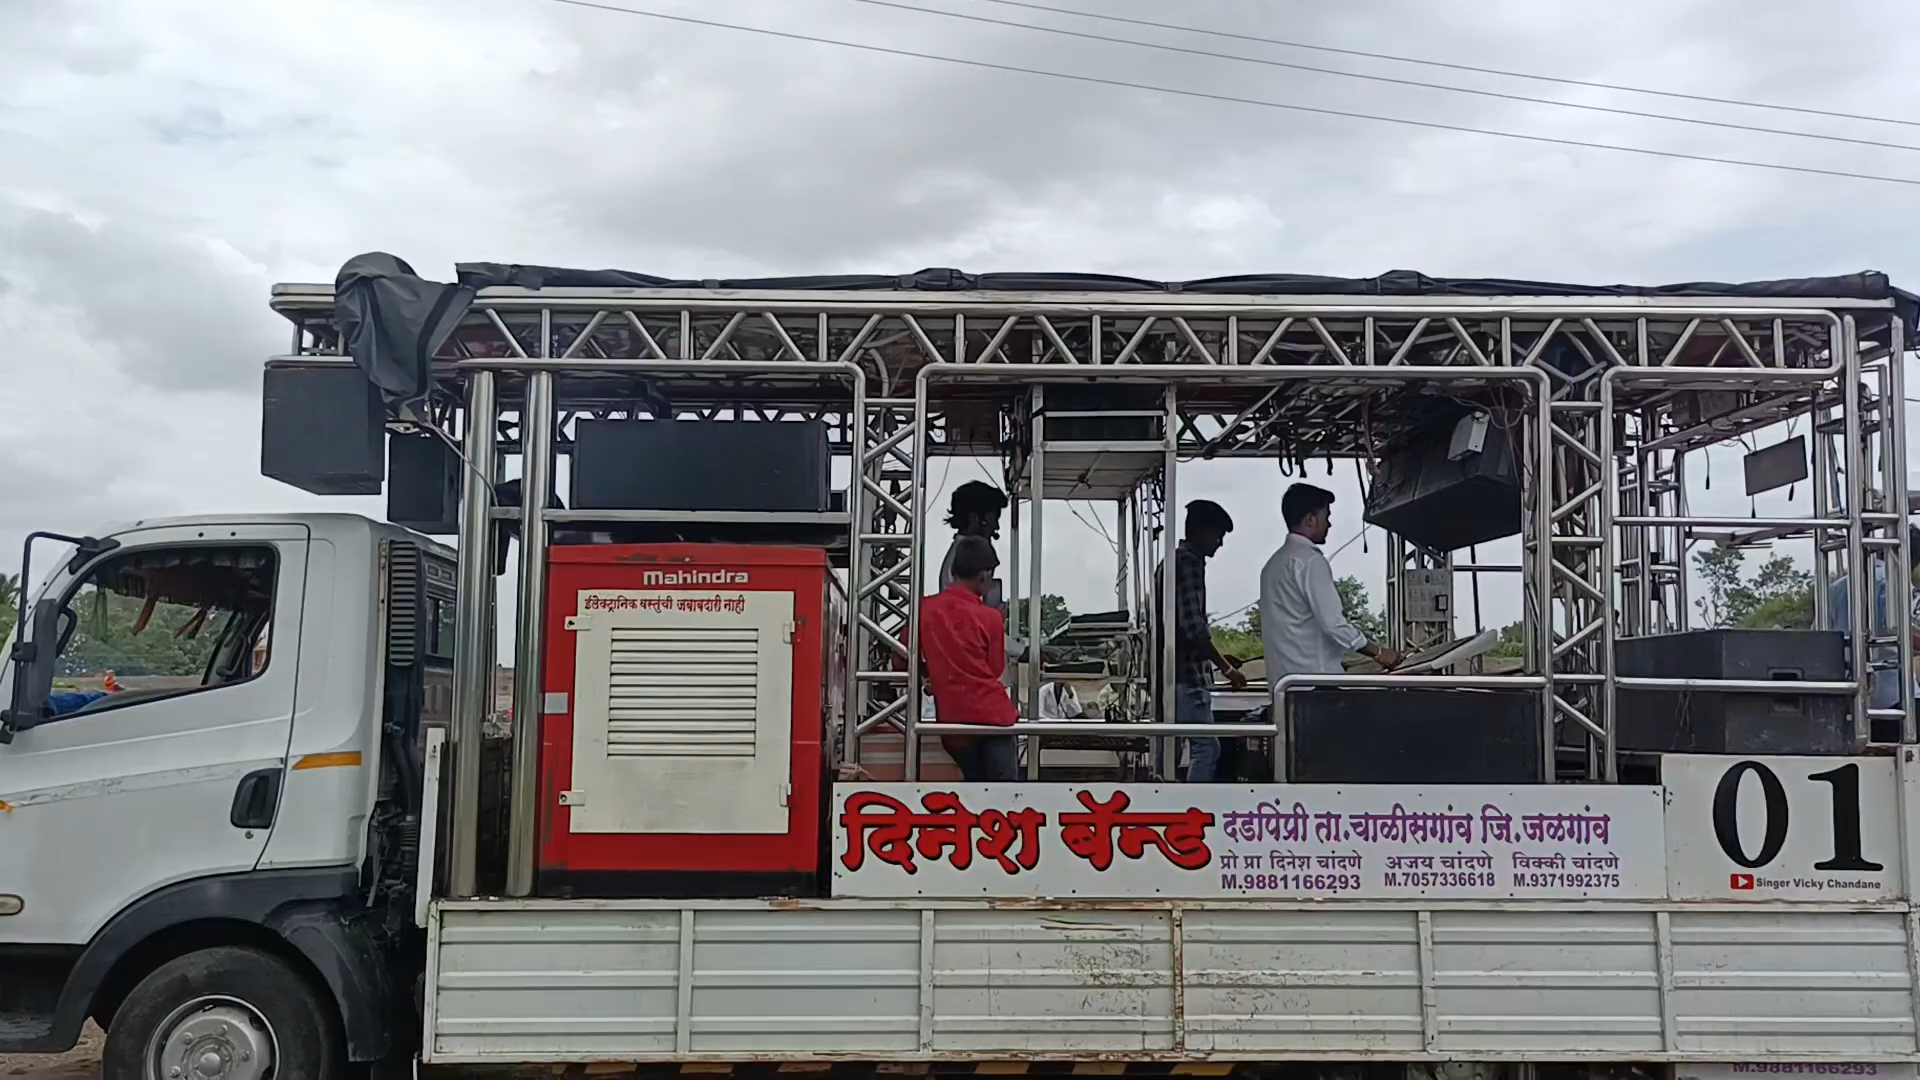 Mahindra
ईलेक्ट्रानिक वस्तुंची जबाबदारी नाही
दिनेश बॅन्ड
दडपिंप्री ता.चाळीसगांव जि.जळगांव
प्रो प्रा दिनेश चांदणे अजय चांदणे विक्की चांदणे
M.9881166293 M.7057336618 M.9371992375
01
Singer Vicky Chandane
M.9881166293